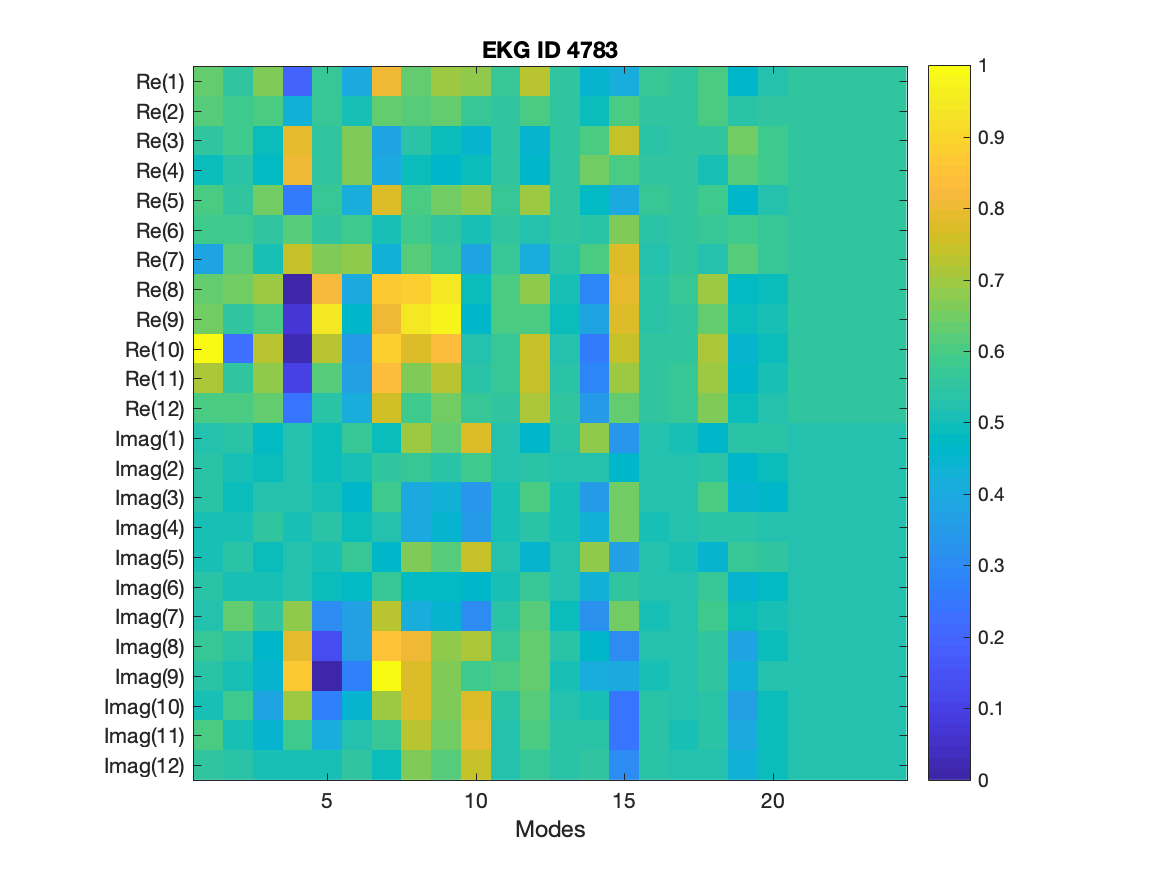 EKG ID 4783
Re(1)
Re(2)
Re(3)
Re(4)
Re(5)
Re(6)
Re(7)
Re(8)
Re(9)
Re(10)
Re(11)
Re(12)
Imag(1)
Imag(2)
Imag(3)
Imag(4)
Imag(5)
Imag(6)
Imag(7)
Imag(8)
Imag(9)
Imag(10)
Imag(11)
Imag(12)
5 10 15 20
Modes
1
0.9
0.8
0.7
0.6
0.5
0.4
0.3
0.2
0.1
0